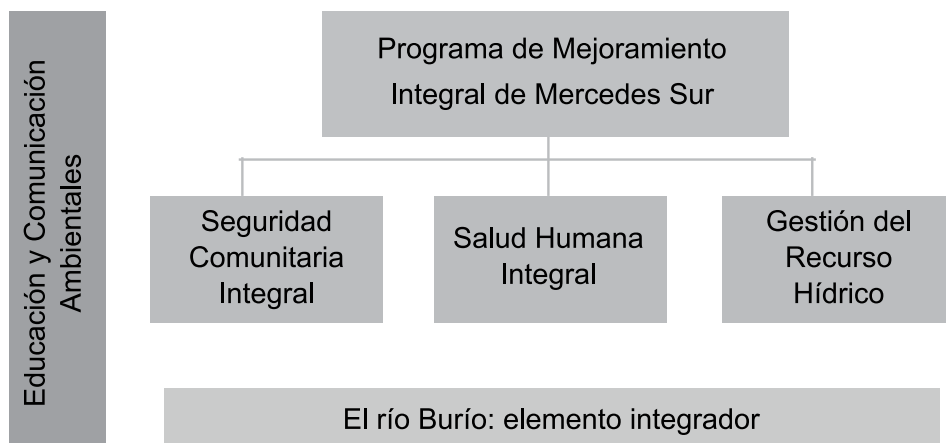 Educación y Comunicación
Ambientales
Programa de Mejoramiento
Integral de Mercedes Sur
Seguridad
Comunitaria
Integral
Salud Humana
Integral
Gestión del
Recurso
Hídrico
El río Burío: elemento integrador